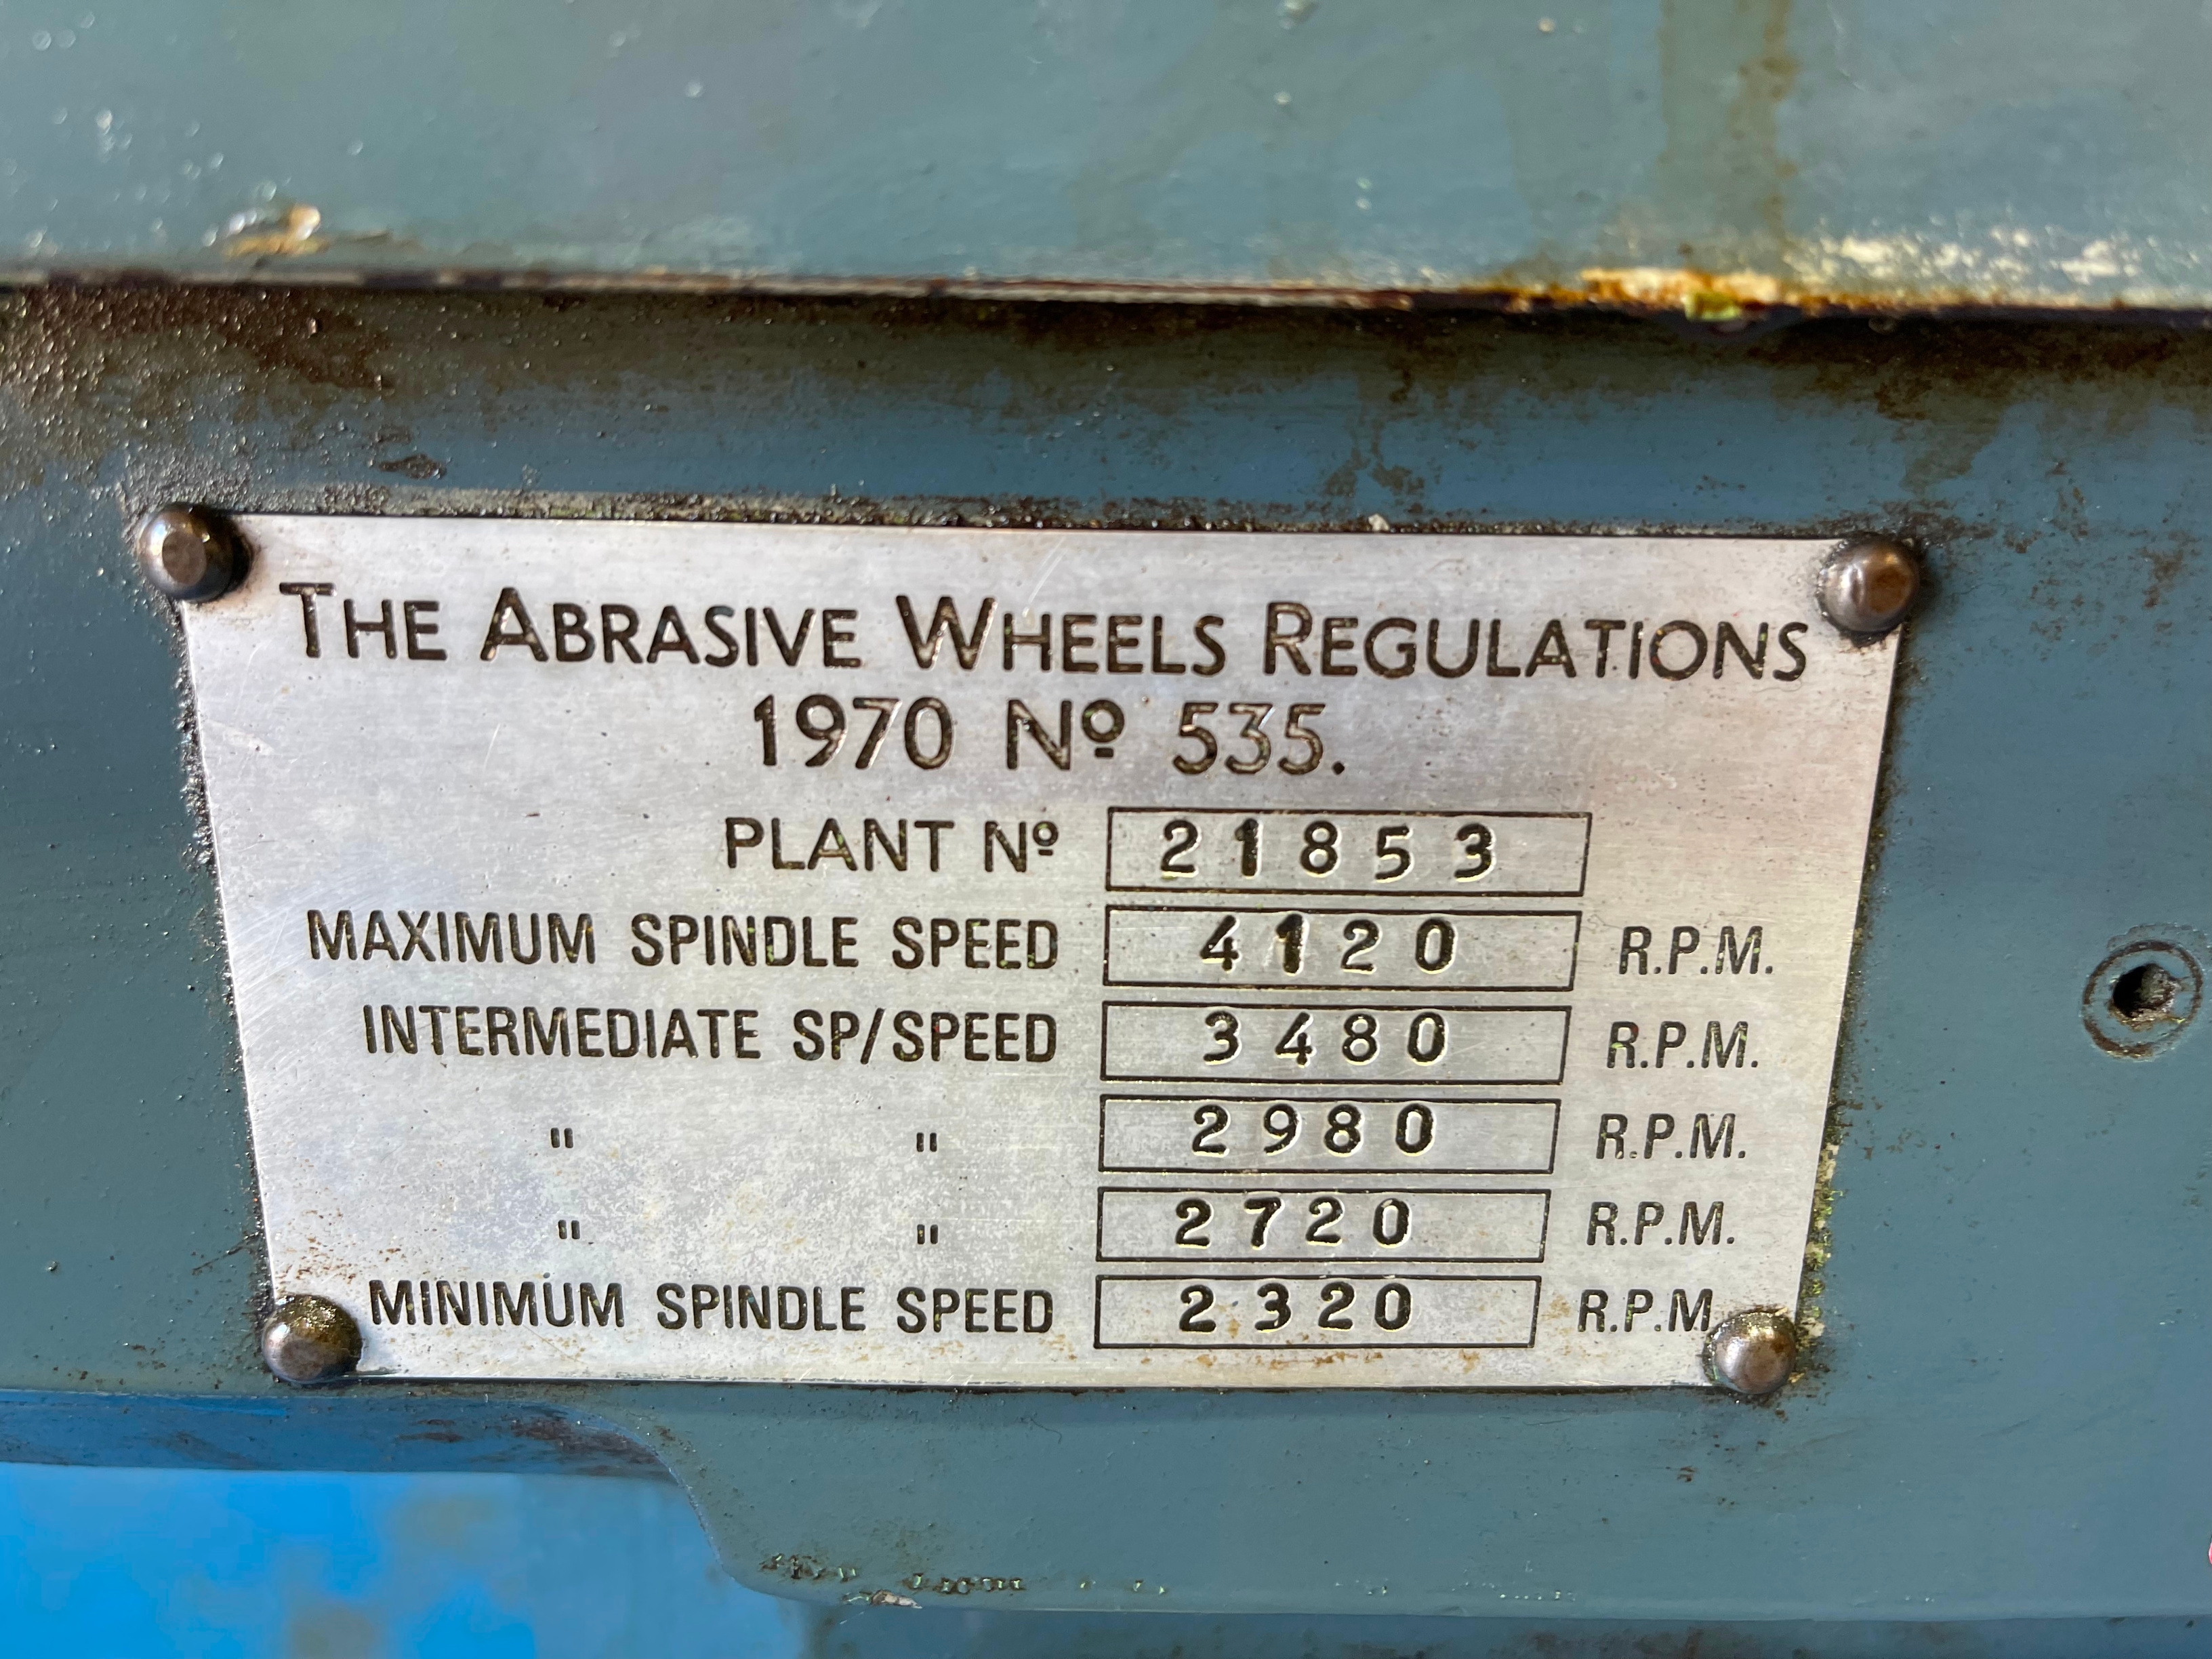 THE ABRASIVE WHEELS REGULATIONS
1970 Nº 535.
PLANT Nº 21853
MAXIMUM SPINDLE SPEED 4120 R.P.M.
INTERMEDIATE SP/SPEED 3480 R.P.M.
" " 2980 R.P.M.
" " 2720 R.P.M.
MINIMUM SPINDLE SPEED 2320 R.P.M.